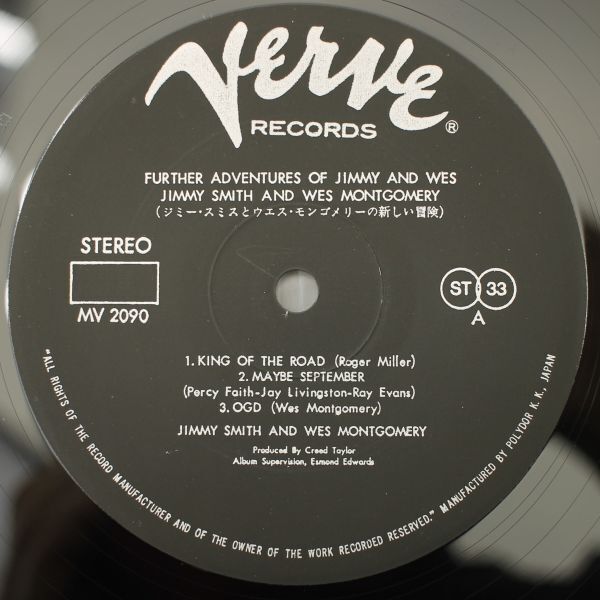 VERVE
RECORDS ®
FURTHER ADVENTURES OF JIMMY AND WES
JIMMY SMITH AND WES MONTGOMERY
(ジミー・スミスとウエス・モンゴメリーの新しい冒険)
STEREO
MV 2090
ST 33
A
1. KING OF THE ROAD (Roger Miller)
2. MAYBE SEPTEMBER
(Percy Faith-Jay Livingston-Ray Evans)
3. OGD (Wes Montgomery)
JIMMY SMITH AND WES MONTGOMERY
Produced By Creed Taylor
Album Supervision, Esmond Edwards
"ALL RIGHTS OF THE RECORD MANUFACTURER AND OF THE OWNER OF THE WORK RECORDED RESERVED." MANUFACTURED BY POLYDOR K. K., JAPAN